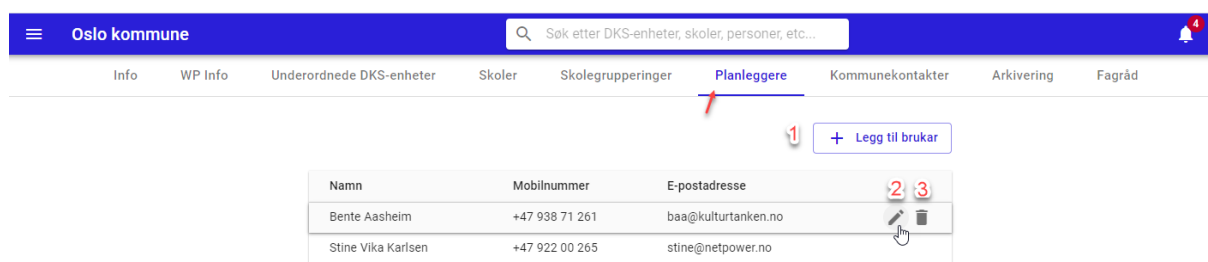 Oslo kommune Søk etter DKS-enheter, skoler, personer, etc... 4
Info WP Info Underordnede DKS-enheter Skoler Skolegrupperinger Planleggere Kommunekontakter Arkivering Fagråd
1 + Legg til brukar
Namn Mobilnummer E-postadresse 2 3
Bente Aasheim +47 938 71 261 baa@kulturtanken.no
Stine Vika Karlsen +47 922 00 265 stine@netpower.no